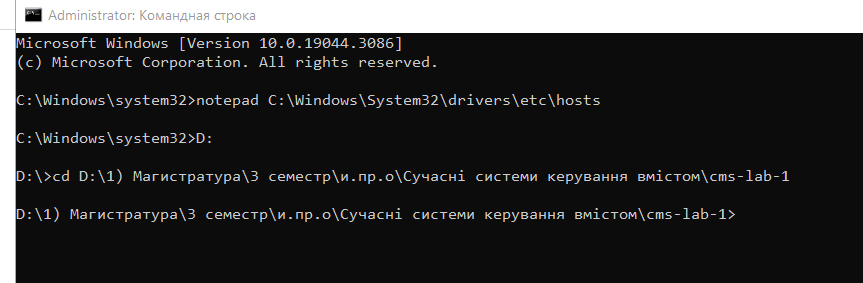 Administrator: Командная строка
Microsoft Windows [Version 10.0.19044.3086]
(c) Microsoft Corporation. All rights reserved.
C:\Windows\system32>notepad C:\Windows\System32\drivers\etc\hosts
C:\Windows\system32>D:
D:\>cd D:\1) Магистратура\3 семестр\и.пр.о\Сучасні системи керування вмістом\cms-lab-1
D:\1) Магистратура\3 семестр\и.пр.о\Сучасні системи керування вмістом\cms-lab-1>